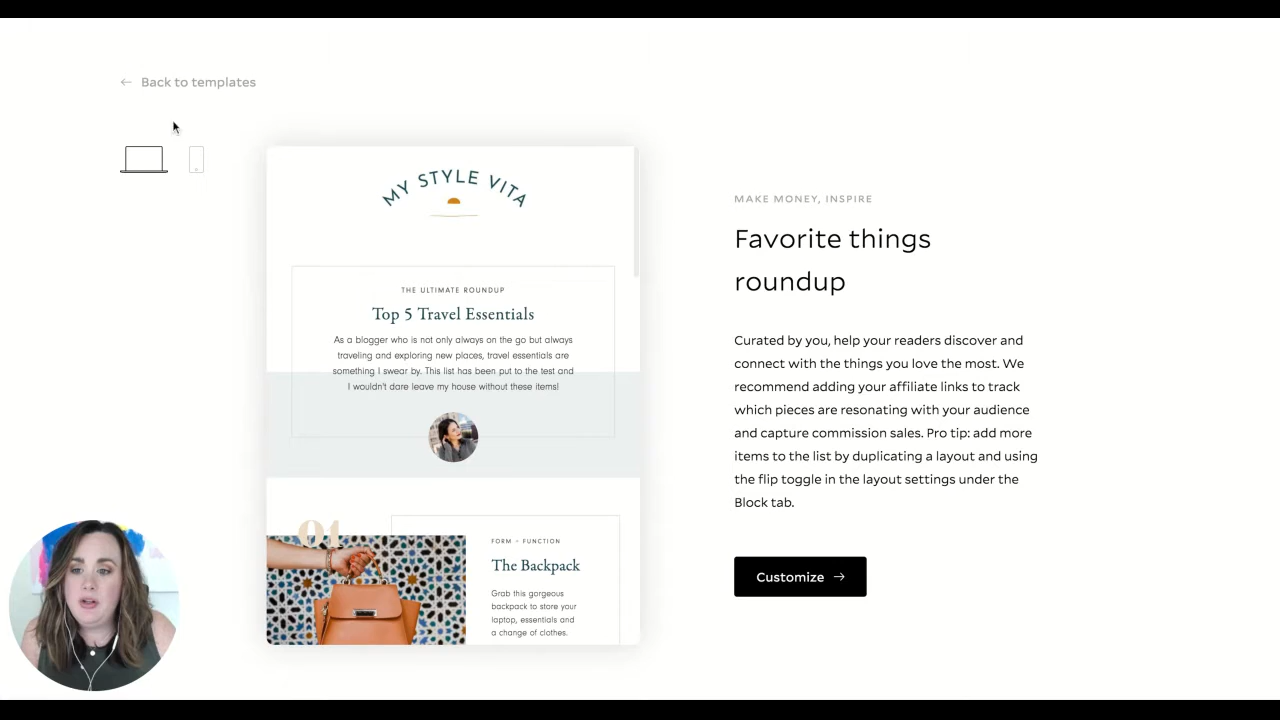 ← Back to templates
MY STYLE VITA
THE ULTIMATE ROUNDUP
Top 5 Travel Essentials
As a blogger who is not only always on the go but always
traveling and exploring new places, travel essentials are
something I swear by. This list has been put to the test and
I wouldn't dare leave my house without these items!
01
FORM + FUNCTION
The Backpack
Grab this gorgeous
backpack to store your
laptop, essentials and
a change of clothes.
MAKE MONEY, INSPIRE
Favorite things
roundup
Curated by you, help your readers discover and
connect with the things you love the most. We
recommend adding your affiliate links to track
which pieces are resonating with your audience
and capture commission sales. Pro tip: add more
items to the list by duplicating a layout and using
the flip toggle in the layout settings under the
Block tab.
Customize →